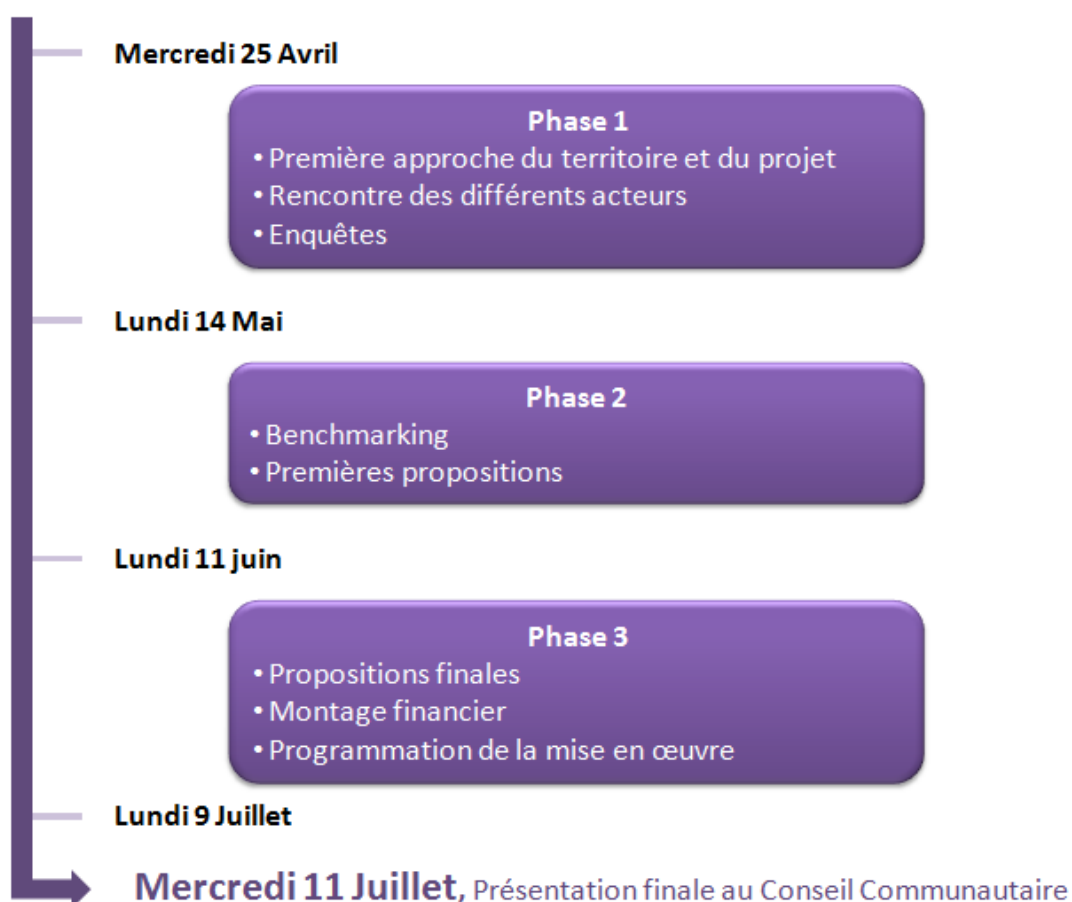 Mercredi 25 Avril
Phase 1
• Première approche du territoire et du projet
• Rencontre des différents acteurs
• Enquêtes
Lundi 14 Mai
Phase 2
• Benchmarking
• Premières propositions
Lundi 11 juin
Phase 3
• Propositions finales
• Montage financier
• Programmation de la mise en œuvre
Lundi 9 Juillet
Mercredi 11 Juillet, Présentation finale au Conseil Communautaire